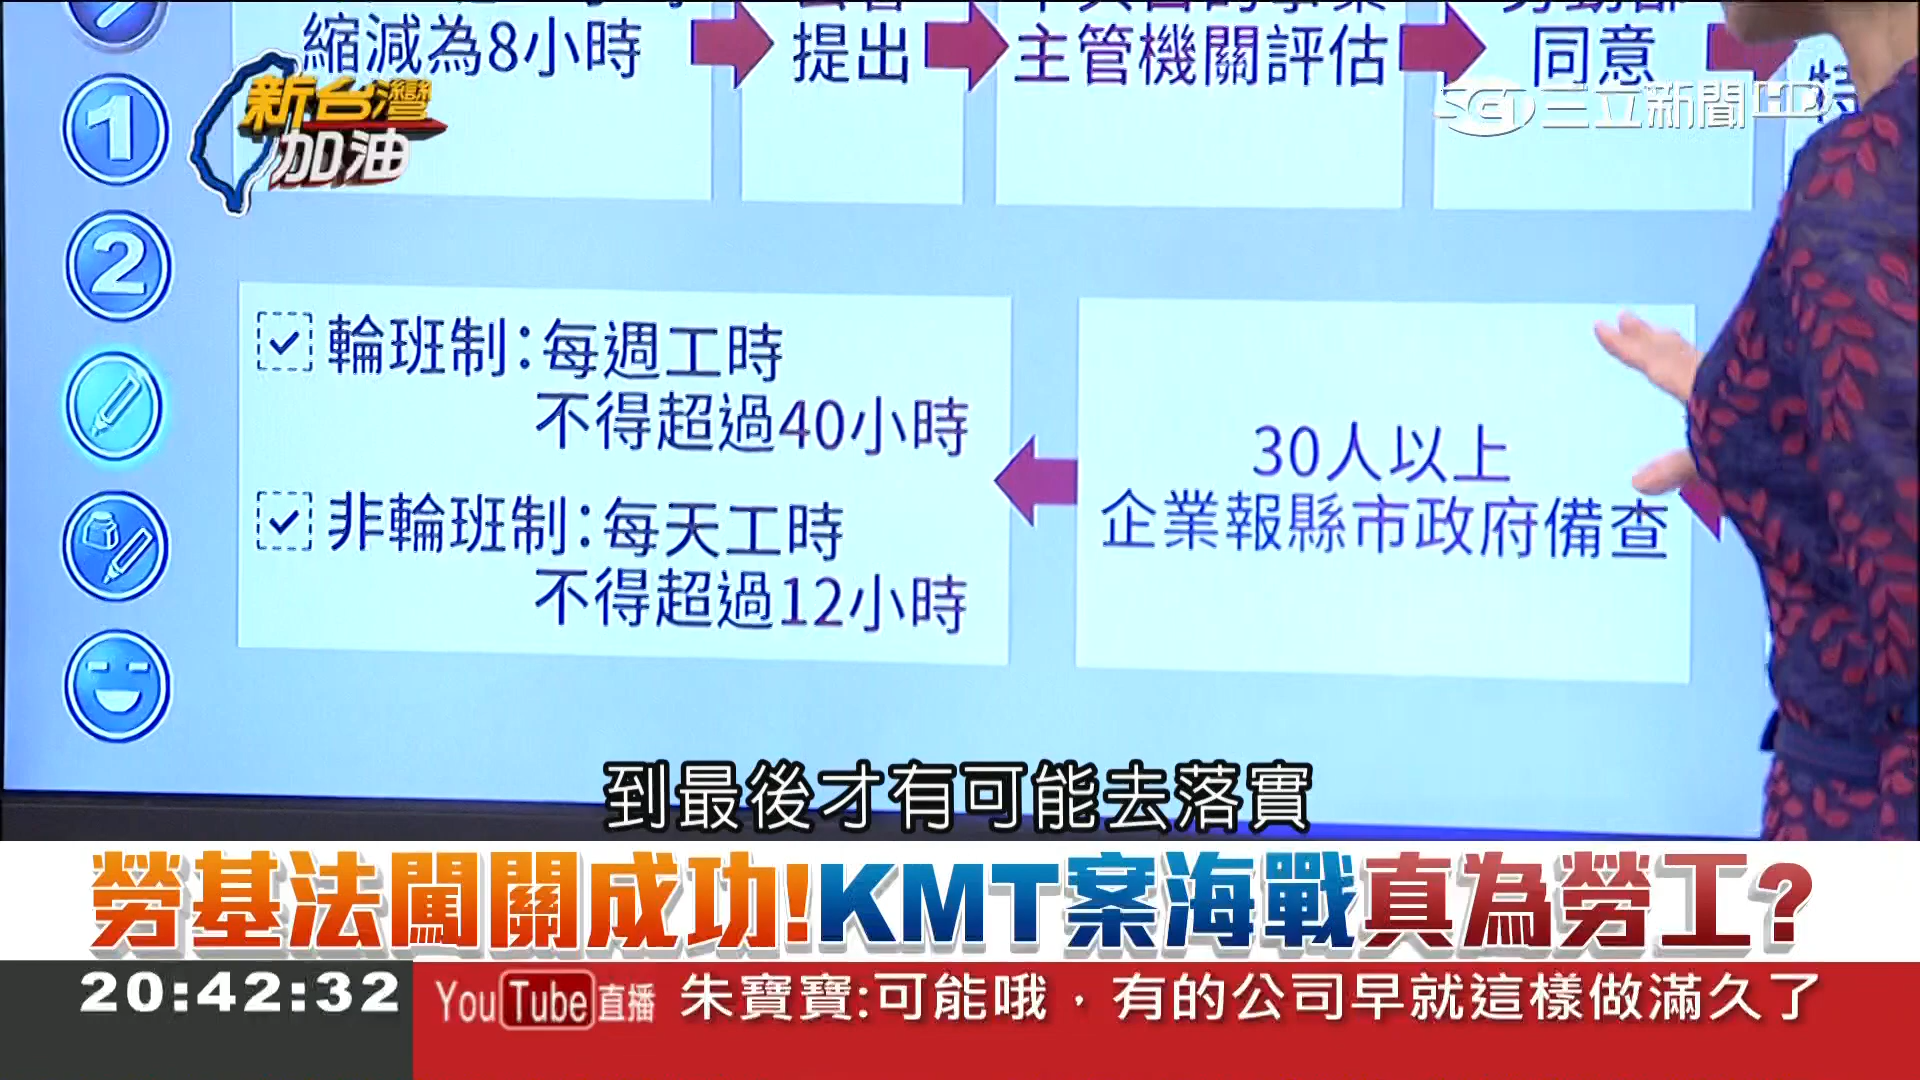 縮減為8小時
提出
主管機關評估
同意
特
新台灣
加油
SET三立新聞HD
1
2
輪班制:每週工時
不得超過40小時
非輪班制:每天工時
不得超過12小時
30人以上
企業報縣市政府備查
到最後才有可能去落實
勞基法闖關成功!KMT案海戰真為勞工?
20:42:32
YouTube直播
朱寶寶:可能哦,有的公司早就這樣做滿久了